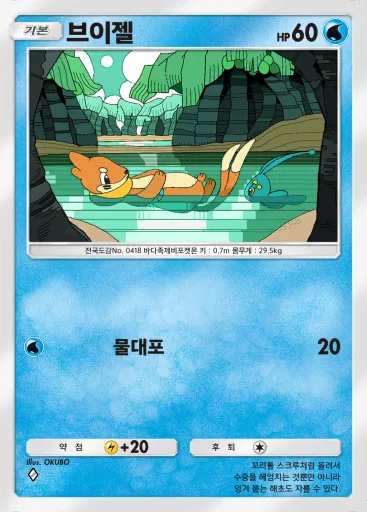 기본 브이젤 HP 60
전국도감No. 0418 바다족제비포켓몬 키 : 0.7m 몸무게 : 29.5kg
물대포 20
약점 +20 후퇴
Illus. OKUBO
꼬리를 스크루처럼 돌려서
수중을 헤엄치는 것뿐만 아니라
엉겨 붙는 해초도 자를 수 있다.